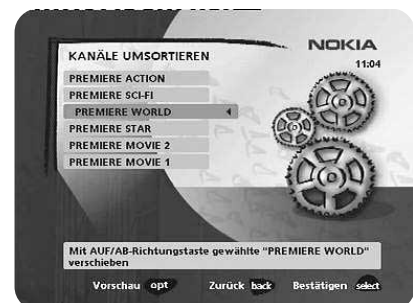 NOKIA
KANÄLE UMSORTIEREN
11:04
PREMIERE ACTION
PREMIERE SCI-FI
PREMIERE WORLD
PREMIERE STAR
PREMIERE MOVIE 2
PREMIERE MOVIE 1
Mit AUF/AB-Richtungstaste gewählte "PREMIERE WORLD"
verschieben
Vorschau opt Zurück back Bestätigen select